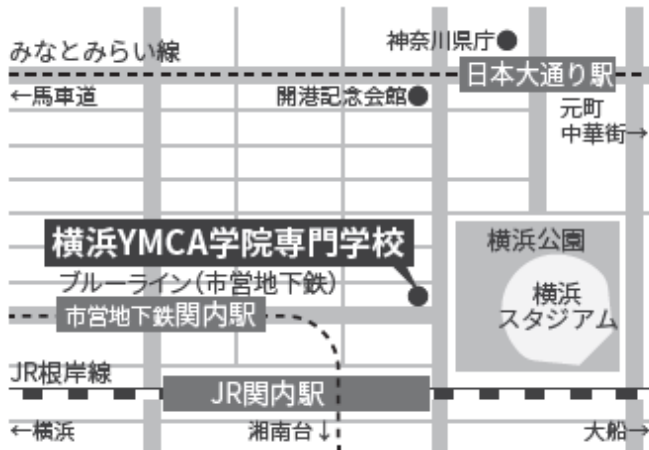 神奈川県庁
みなとみらい線
日本大通り駅
←馬車道
開港記念会館
元町
中華街→
横浜YMCA学院専門学校
横浜公園
ブルーライン(市営地下鉄)
横浜
スタジアム
市営地下鉄関内駅
JR根岸線
JR関内駅
←横浜
湘南台↓
大船→